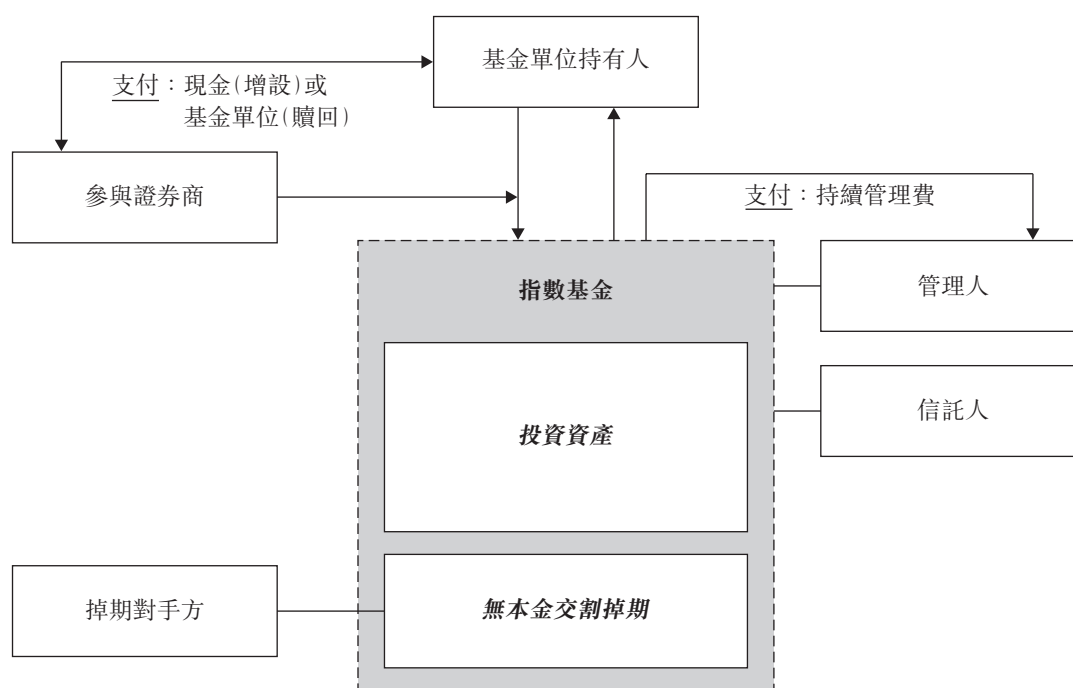 基金單位持有人
支付：現金(增設)或
基金單位(贖回)
參與證券商
支付：持續管理費
指數基金
管理人
投資資產
信託人
掉期對手方
無本金交割掉期